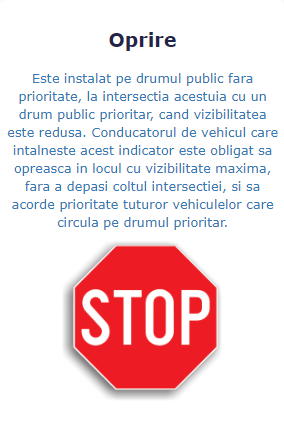 Oprire
Este instalat pe drumul public fara
prioritate, la intersectia acestuia cu un
drum public prioritar, cand vizibilitatea
este redusa. Conducatorul de vehicul care
intalneste acest indicator este obligat sa
opreasca in locul cu vizibilitate maxima,
fara a depasi coltul intersectiei, si sa
acorde prioritate tuturor vehiculelor care
circula pe drumul prioritar.
STOP